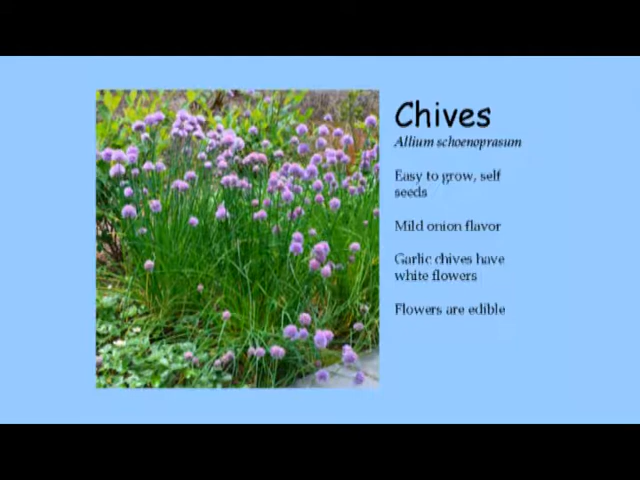 Chives
Allium schoenoprasum
Easy to grow, self
seeds
Mild onion flavor
Garlic chives have
white flowers
Flowers are edible